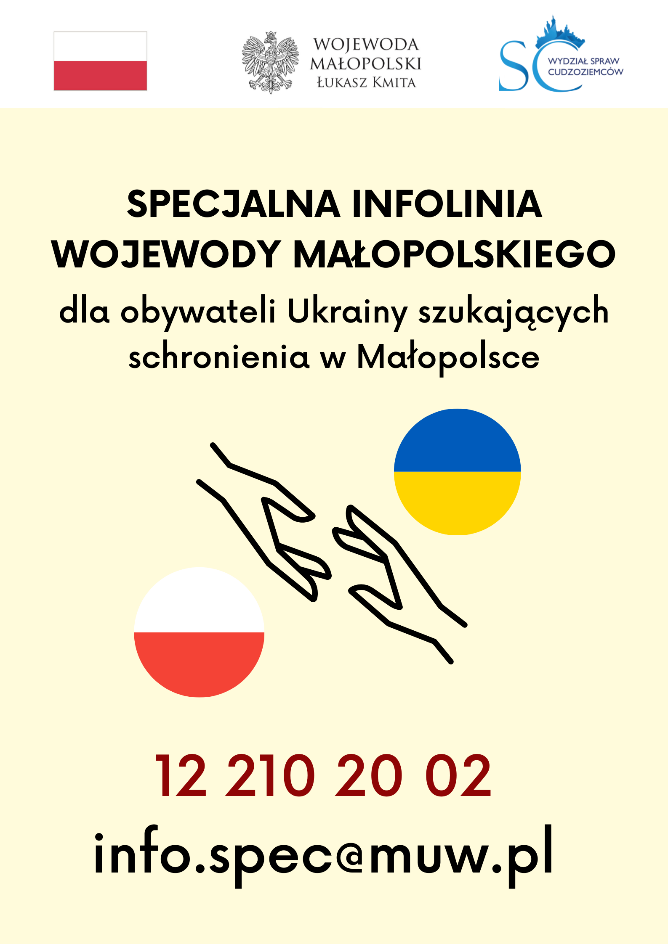 WOJEWODA
MAŁOPOLSKI
ŁUKASZ KMITA
SC
WYDZIAŁ SPRAW
CUDZOZIEMCÓW
SPECJALNA INFOLINIA
WOJEWODY MAŁOPOLSKIEGO
dla obywateli Ukrainy szukających
schronienia w Małopolsce
12 210 20 02
info.spec@muw.pl